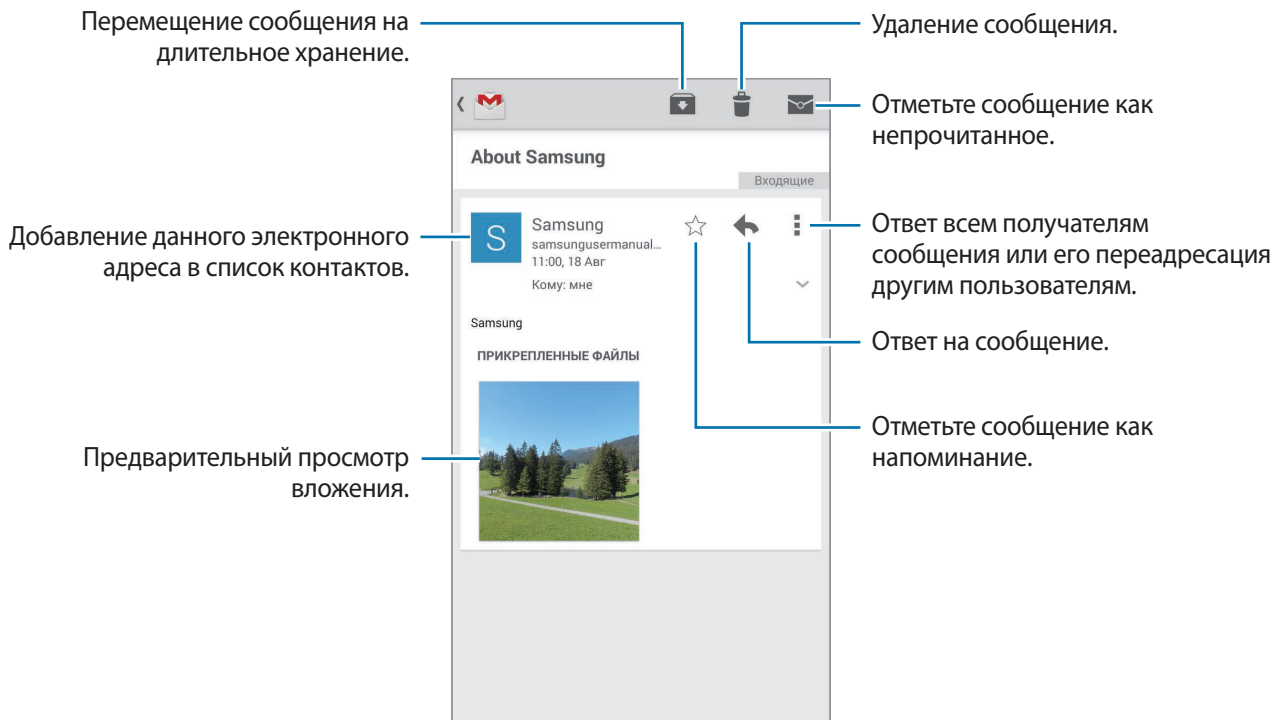 Перемещение сообщения на
длительное хранение.
Удаление сообщения.
Отметьте сообщение как
непрочитанное.
About Samsung
Входящие
Добавление данного электронного
адреса в список контактов.
S
Samsung
samsungusermanual...
11:00, 18 Авг
Кому: мне
Ответ всем получателям
сообщения или его переадресация
другим пользователям.
Samsung
Ответ на сообщение.
ПРИКРЕПЛЕННЫЕ ФАЙЛЫ
Отметьте сообщение как
напоминание.
Предварительный просмотр
вложения.